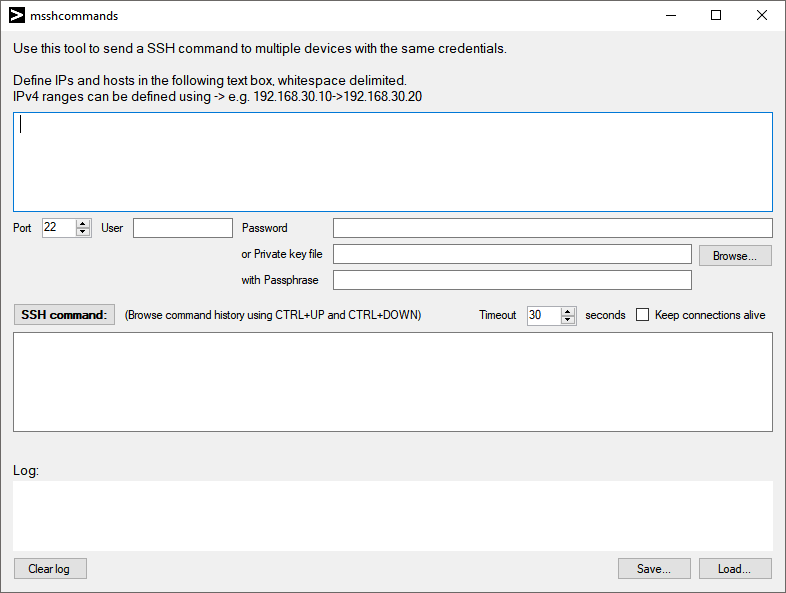 msshcommands
Use this tool to send a SSH command to multiple devices with the same credentials.
Define IPs and hosts in the following text box, whitespace delimited.
IPv4 ranges can be defined using -> e.g. 192.168.30.10->192.168.30.20
Port 22 User Password
or Private key file Browse...
with Passphrase
SSH command: (Browse command history using CTRL+UP and CTRL+DOWN) Timeout 30 seconds Keep connections alive
Log:
Clear log Save... Load...